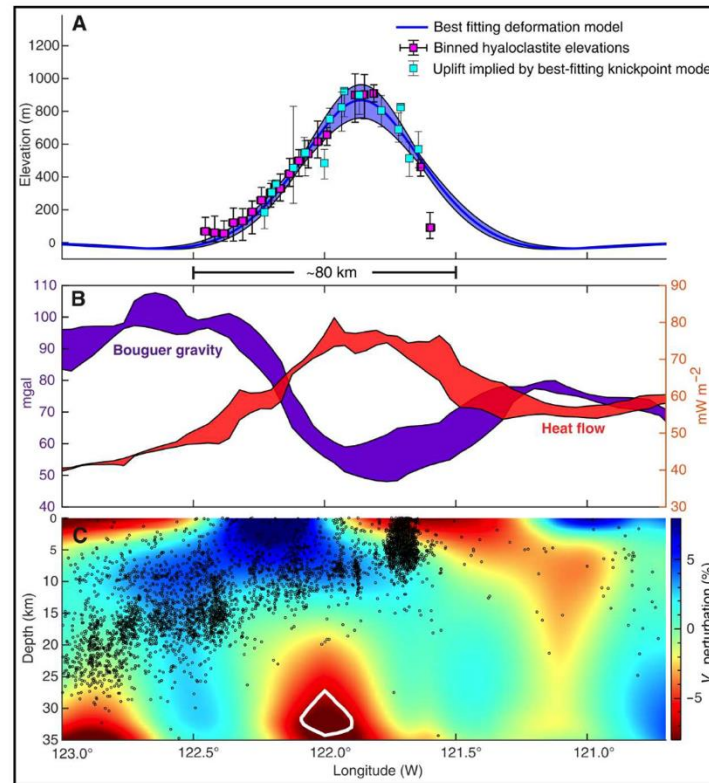 A
Best fitting deformation model
Binned hyaloclastite elevations
Uplift implied by best-fitting knickpoint model
1200
1000
800
600
400
200
0
Elevation (m)
~80 km
B
mgal
110
100
90
80
70
60
50
40
mgal
Bouguer gravity
Heat flow
90
80
70
60
50
40
30
mW m−2
C
0
5
10
15
20
25
30
35
Depth (km)
123.0°
122.5°
122.0°
121.5°
121.0°
Longitude (W)
5
0
−5
perturbation (%)